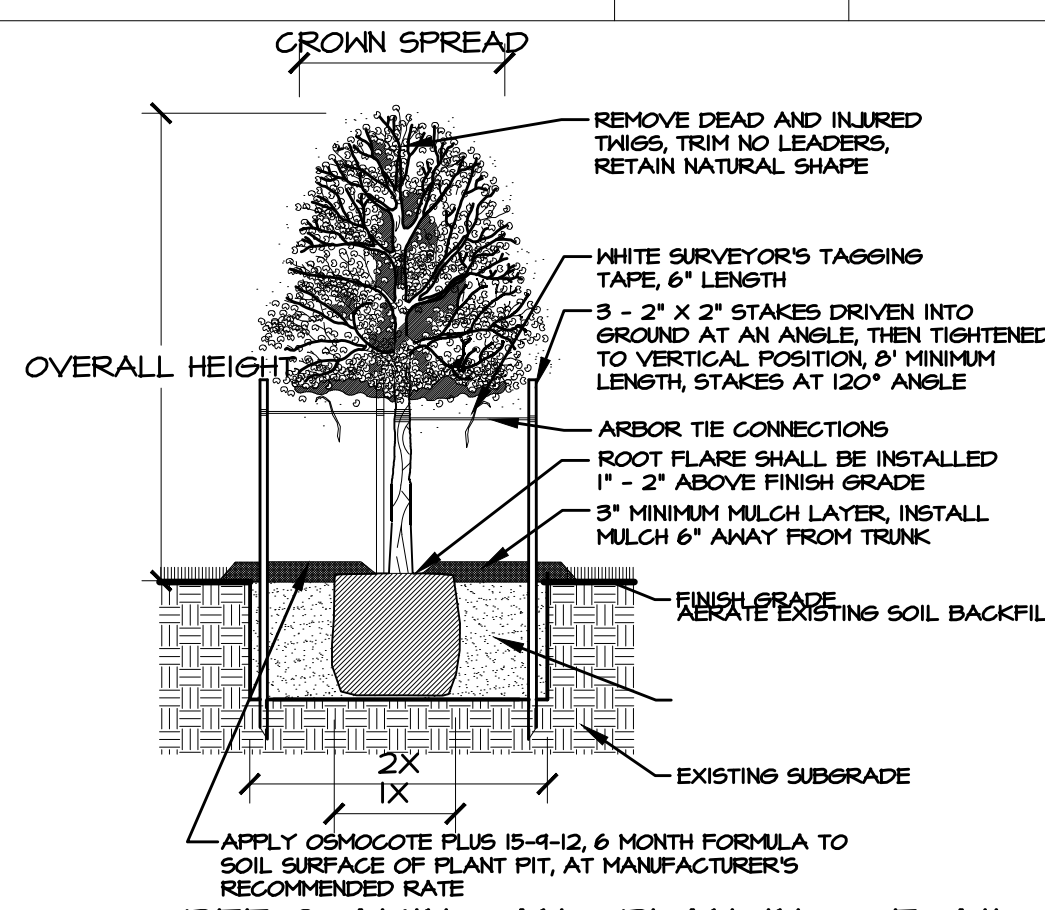 CROWN SPREAD
REMOVE DEAD AND INJURED
TWIGS, TRIM NO LEADERS,
RETAIN NATURAL SHAPE
WHITE SURVEYOR'S TAGGING
TAPE, 6" LENGTH
3 - 2" X 2" STAKES DRIVEN INTO
GROUND AT AN ANGLE, THEN TIGHTENED
TO VERTICAL POSITION, 8' MINIMUM
LENGTH, STAKES AT 120° ANGLE
OVERALL HEIGHT
ARBOR TIE CONNECTIONS
ROOT FLARE SHALL BE INSTALLED
1" - 2" ABOVE FINISH GRADE
3" MINIMUM MULCH LAYER, INSTALL
MULCH 6" AWAY FROM TRUNK
FINISH GRADE
AERATE EXISTING SOIL BACKFIL
2X
1X
EXISTING SUBGRADE
APPLY OSMOCOTE PLUS 15-9-12, 6 MONTH FORMULA TO
SOIL SURFACE OF PLANT PIT, AT MANUFACTURER'S
RECOMMENDED RATE